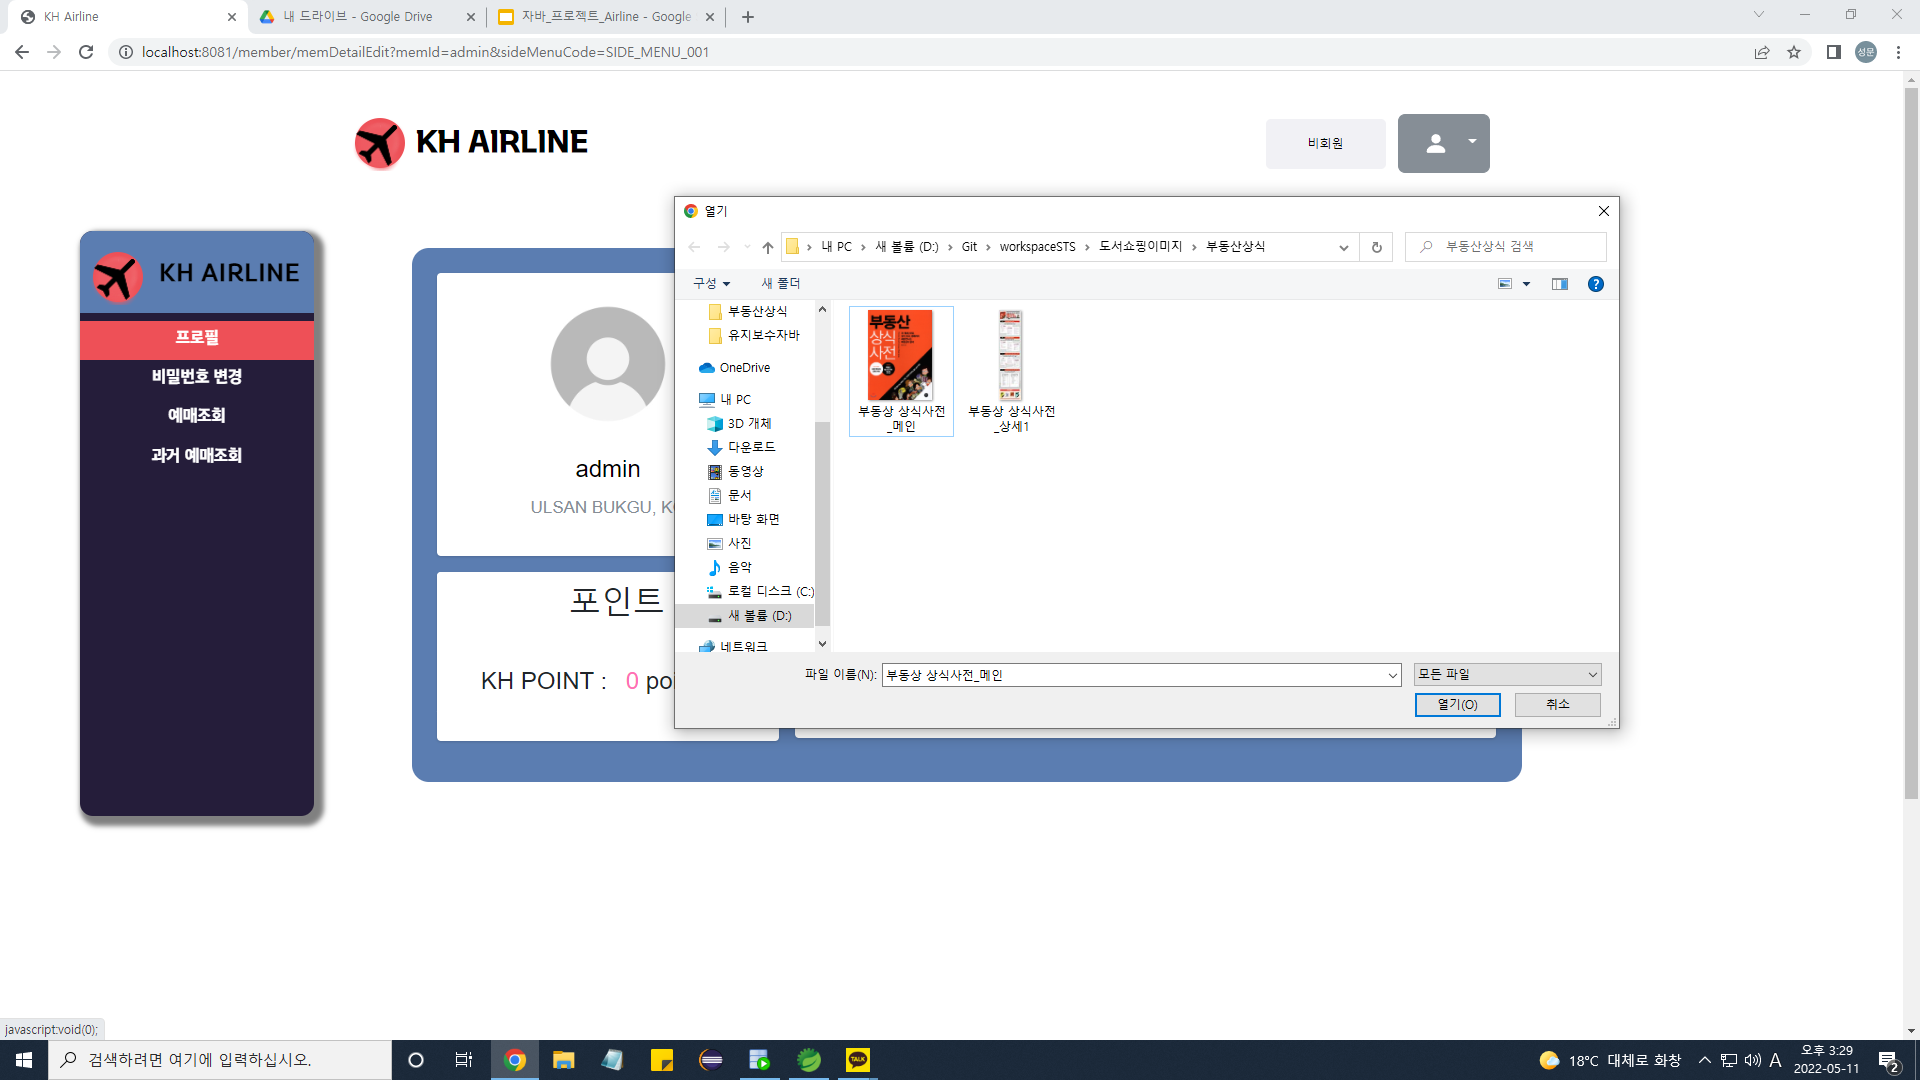 KH Airline
내 드라이브 - Google Drive
자바_프로젝트_Airline - Google
localhost:8081/member/memDetailEdit?memId=admin&sideMenuCode=SIDE_MENU_001
성문
KH AIRLINE
비회원
KH AIRLINE
프로필
비밀번호 변경
예매조회
과거 예매조회
admin
ULSAN BUKGU, K
포인트
KH POINT : 0 poi
열기
내 PC > 새 볼륨 (D:) > Git > workspaceSTS > 도서쇼핑이미지 > 부동산상식
부동산상식 검색
구성
새 폴더
부동산상식
유지보수자바
OneDrive
내 PC
3D 개체
다운로드
동영상
문서
바탕 화면
사진
음악
로컬 디스크 (C:)
새 볼륨 (D:)
네트워크
부동산
상식
사전
부동상 상식사전
_메인
부동상 상식사전
_상세1
파일 이름(N):
부동상 상식사전_메인
모든 파일
열기(O)
취소
javascript:void(0);
검색하려면 여기에 입력하십시오.
TALK
18°C 대체로 화창
A
오후 3:29
2022-05-11
2